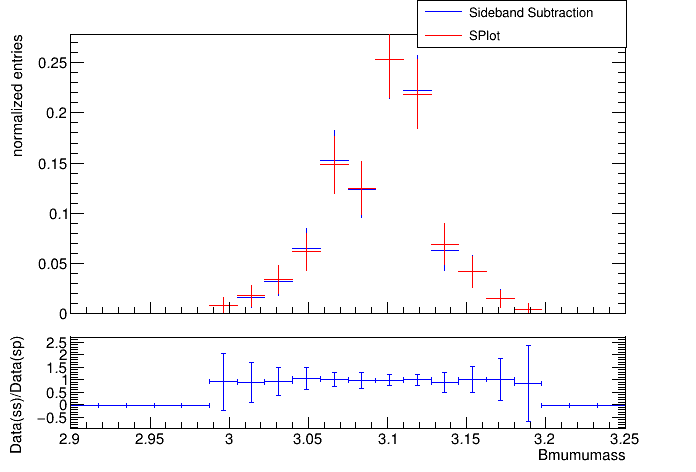 Sideband Subtraction
SPlot
normalized entries
0.25
0.2
0.15
0.1
0.05
0
Data(ss)/Data(sp)
2.5
2
1.5
1
0.5
0
−0.5
2.9 2.95 3 3.05 3.1 3.15 3.2 3.25
Bmumumass